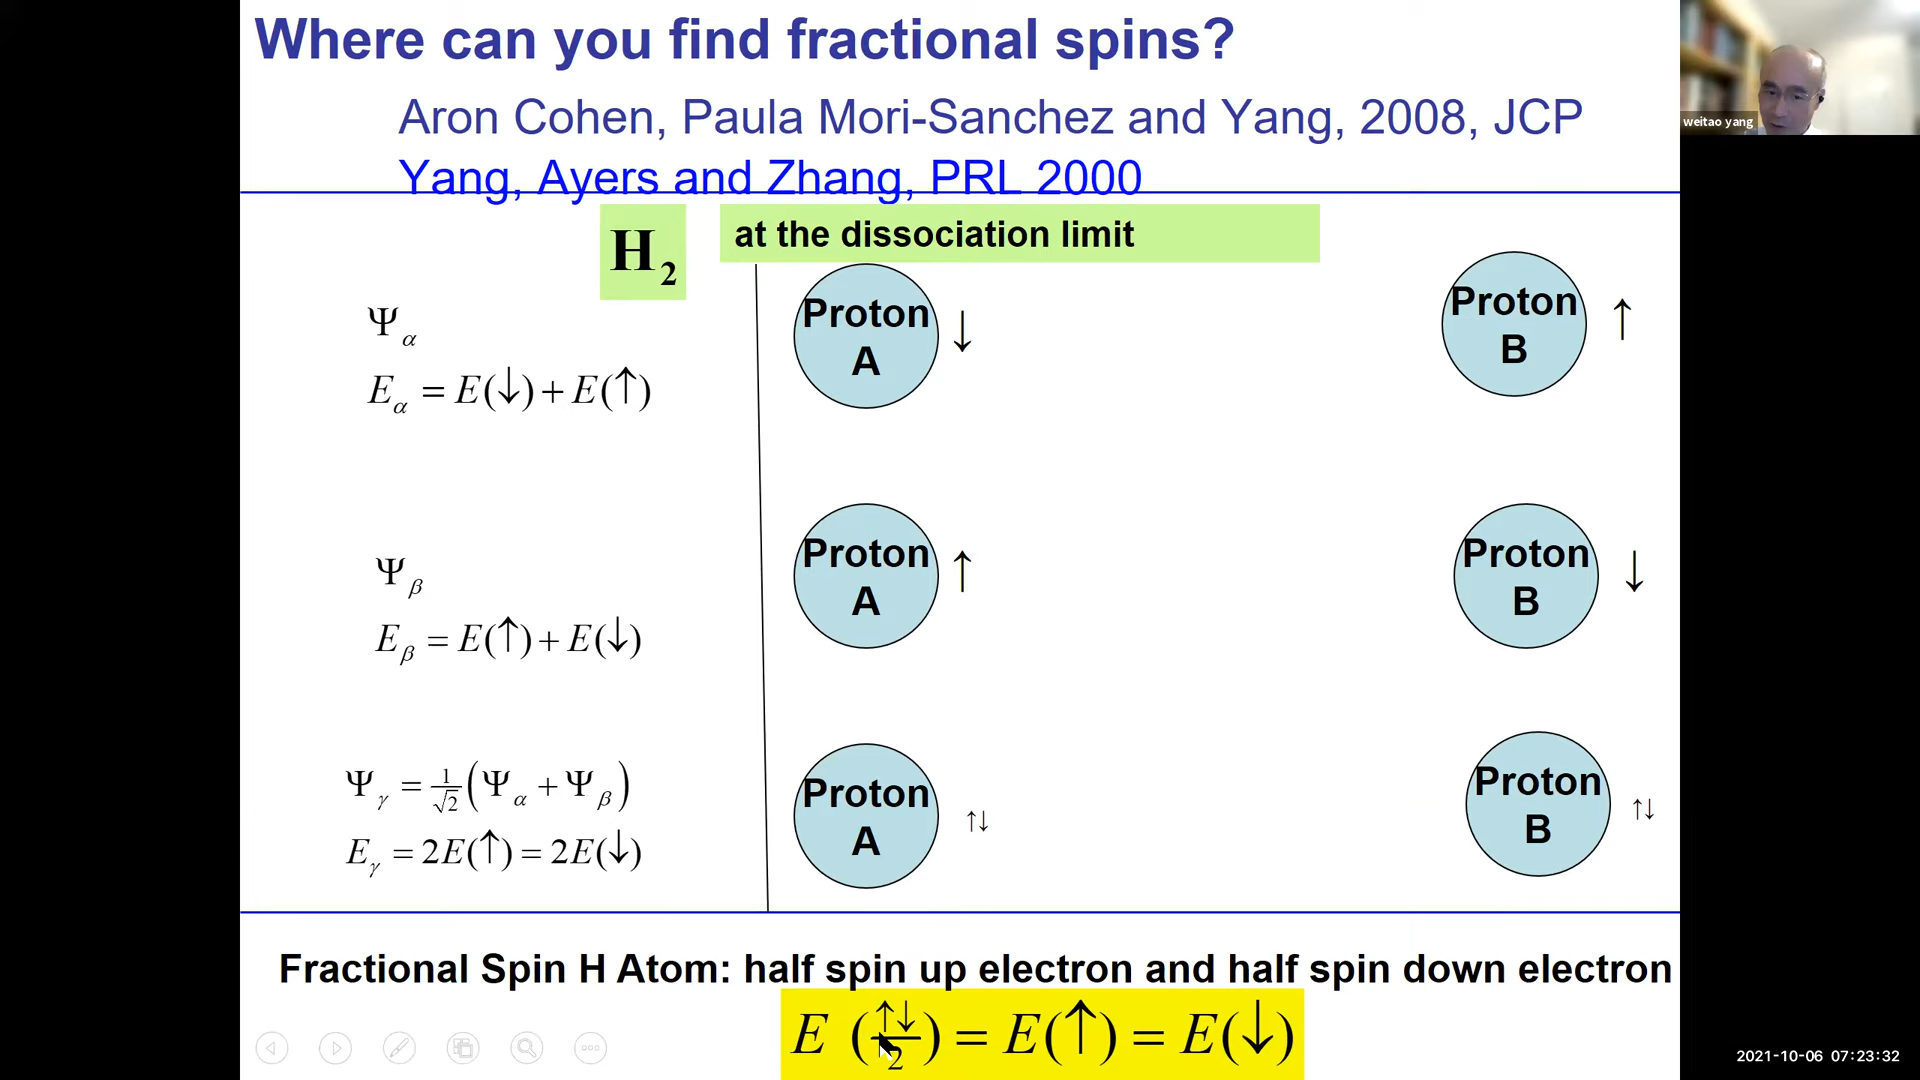 Where can you find fractional spins?
Aron Cohen, Paula Mori-Sanchez and Yang, 2008, JCP
Yang, Ayers and Zhang, PRL 2000
weitao yang
H₂
at the dissociation limit
Ψα
Eα = E(↓) + E(↑)
Proton
A
↓
Proton
B
↑
Ψβ
Eβ = E(↑) + E(↓)
Proton
A
↑
Proton
B
↓
Ψγ = 1/√2 (Ψα + Ψβ)
Eγ = 2E(↑) = 2E(↓)
Proton
A
↑↓
Proton
B
↑↓
Fractional Spin H Atom: half spin up electron and half spin down electron
E (↑↓/2) = E(↑) = E(↓)
2021-10-06 07:23:32